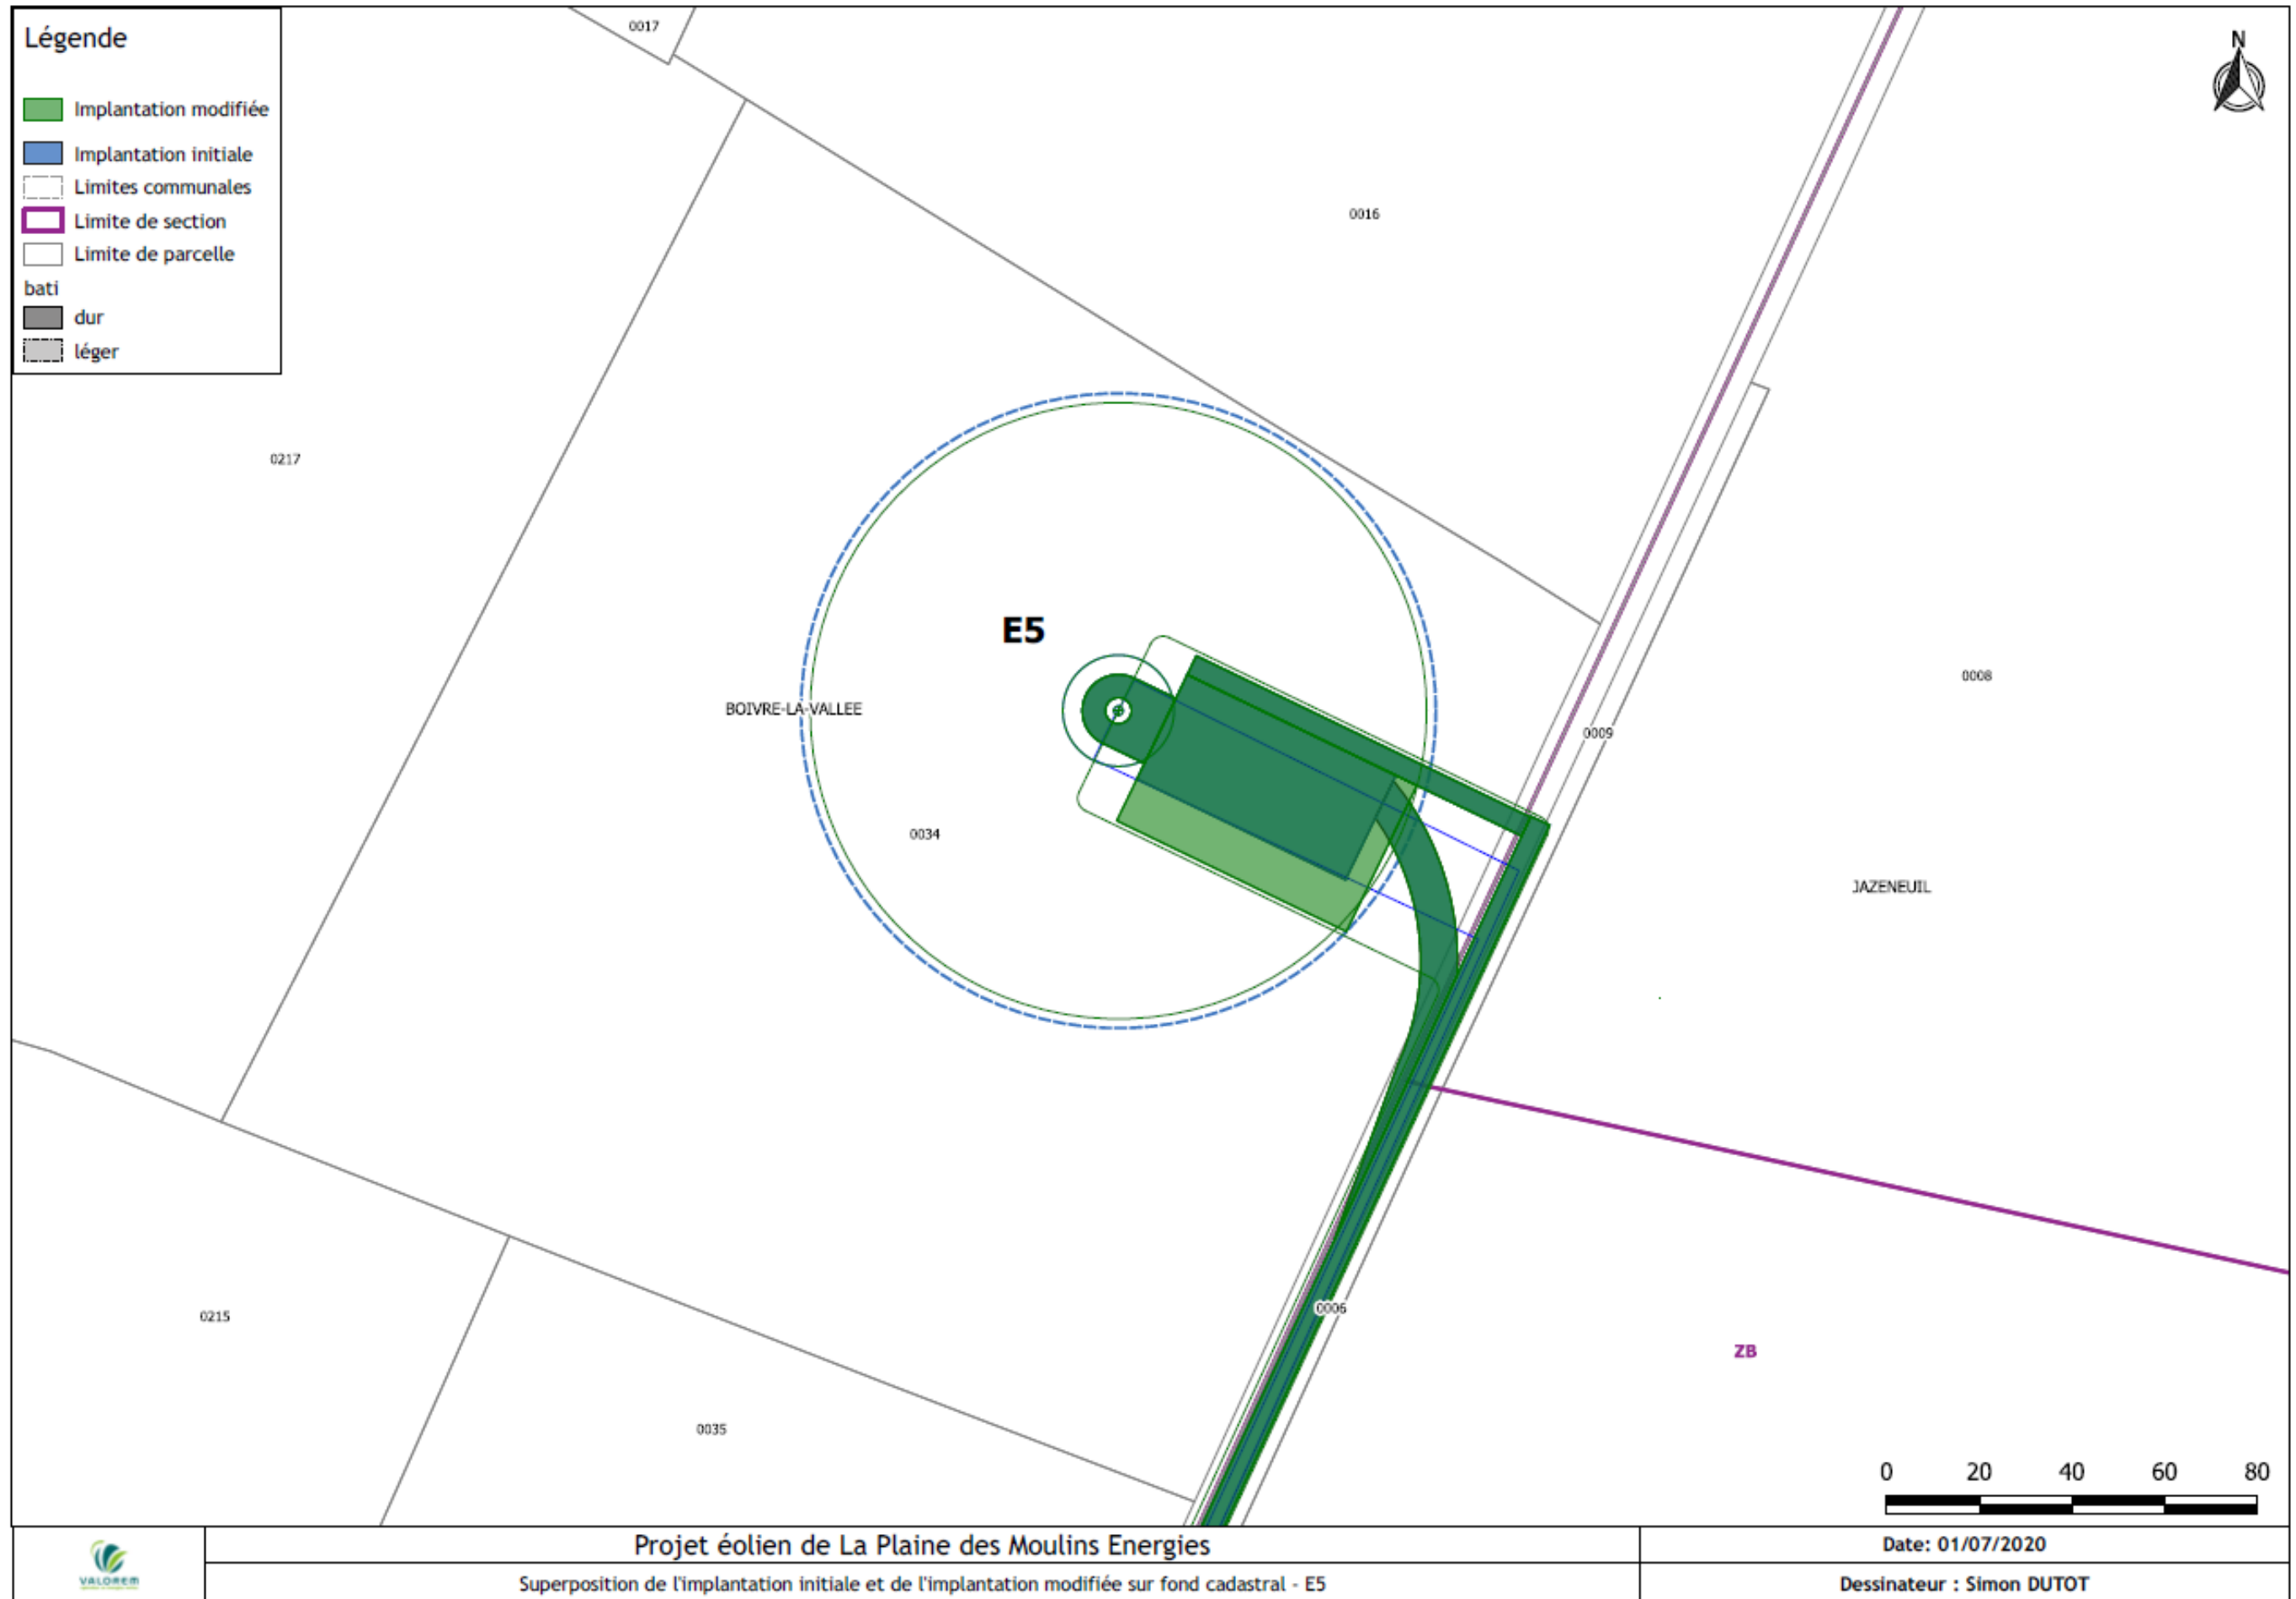 Légende
Implantation modifiée
Implantation initiale
Limites communales
Limite de section
Limite de parcelle
bati
dur
léger
0017
N
0016
0217
E5
0008
BOIVRE-LA-VALLEE
0009
0034
JAZENEUIL
0006
0215
ZB
0035
0 20 40 60 80
VALOREM
Projet éolien de La Plaine des Moulins Energies
Superposition de l'implantation initiale et de l'implantation modifiée sur fond cadastral - E5
Date: 01/07/2020
Dessinateur : Simon DUTOT